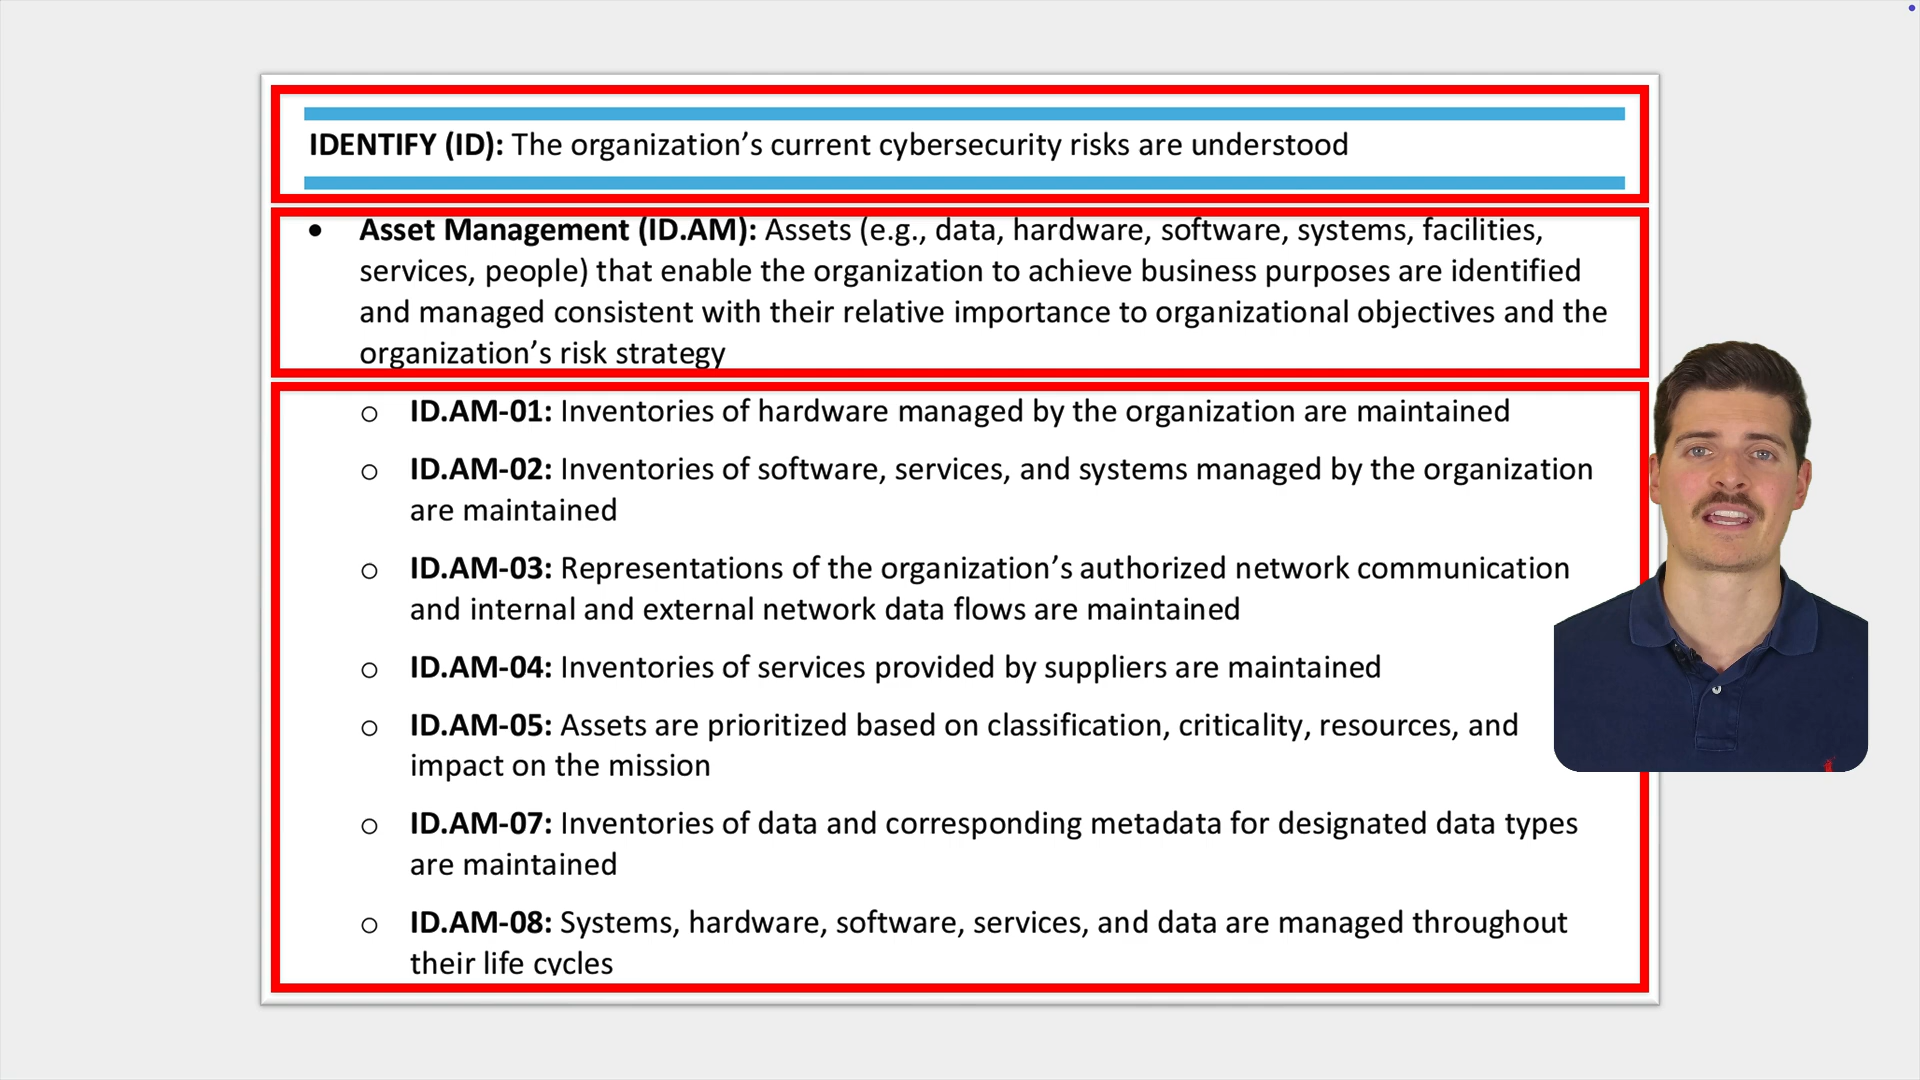 IDENTIFY (ID): The organization’s current cybersecurity risks are understood
• Asset Management (ID.AM): Assets (e.g., data, hardware, software, systems, facilities,
services, people) that enable the organization to achieve business purposes are identified
and managed consistent with their relative importance to organizational objectives and the
organization’s risk strategy
○ ID.AM-01: Inventories of hardware managed by the organization are maintained
○ ID.AM-02: Inventories of software, services, and systems managed by the organization
are maintained
○ ID.AM-03: Representations of the organization’s authorized network communication
and internal and external network data flows are maintained
○ ID.AM-04: Inventories of services provided by suppliers are maintained
○ ID.AM-05: Assets are prioritized based on classification, criticality, resources, and
impact on the mission
○ ID.AM-07: Inventories of data and corresponding metadata for designated data types
are maintained
○ ID.AM-08: Systems, hardware, software, services, and data are managed throughout
their life cycles